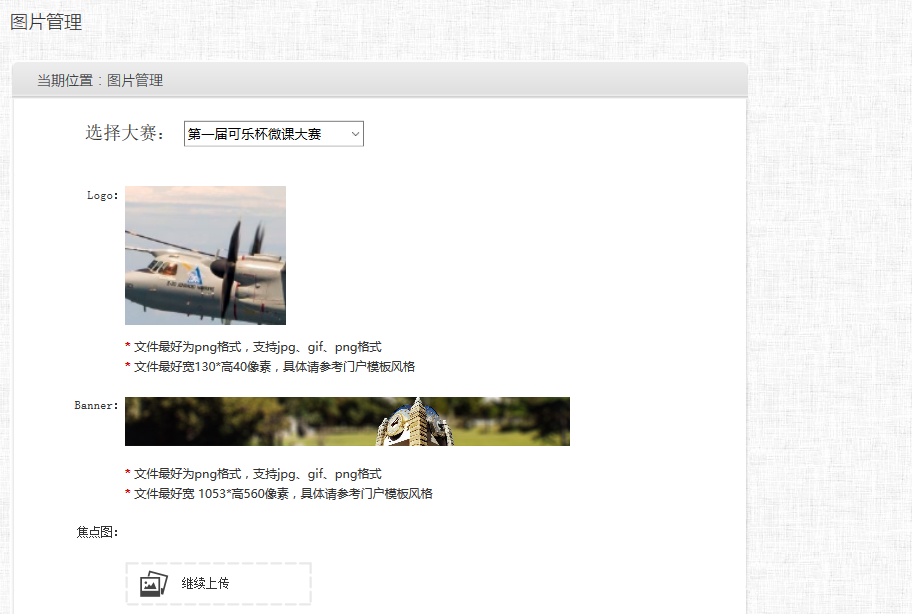 图片管理
当期位置：图片管理
选择大赛： 第一届可乐杯微课大赛
Logo:
* 文件最好为png格式，支持jpg、gif、png格式
* 文件最好宽130*高40像素，具体请参考门户模板风格
Banner:
* 文件最好为png格式，支持jpg、gif、png格式
* 文件最好宽 1053*高560像素，具体请参考门户模板风格
焦点图:
继续上传